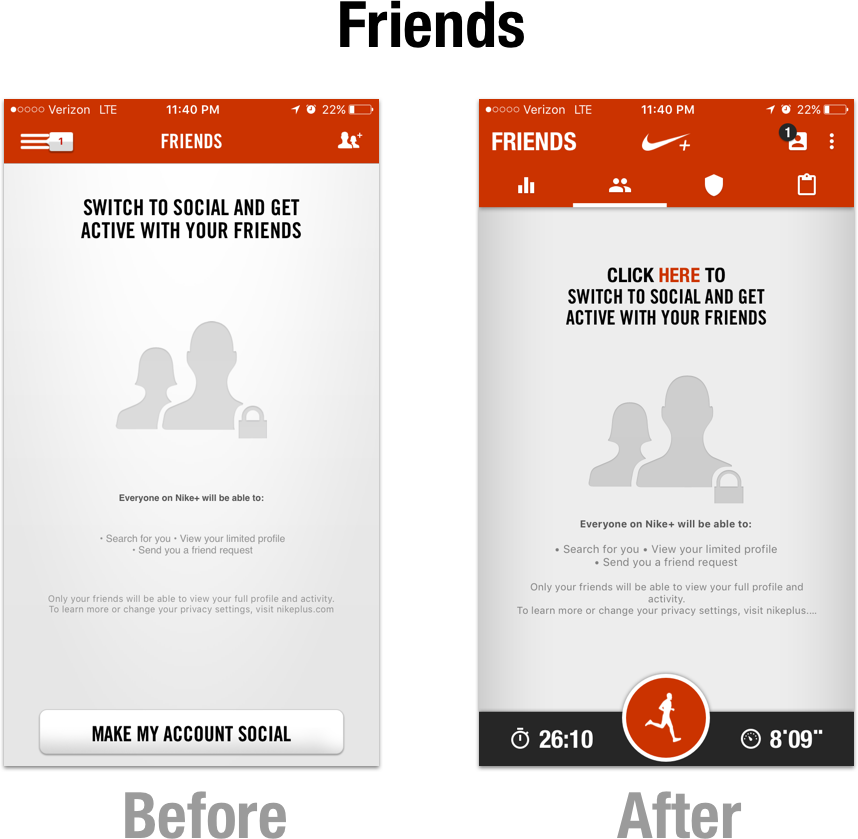 Friends
●○○○○ Verizon LTE 11:40 PM 22%
1 FRIENDS
SWITCH TO SOCIAL AND GET
ACTIVE WITH YOUR FRIENDS
Everyone on Nike+ will be able to:
• Search for you • View your limited profile
• Send you a friend request
Only your friends will be able to view your full profile and activity.
To learn more or change your privacy settings, visit nikeplus.com
MAKE MY ACCOUNT SOCIAL
Before
●○○○○ Verizon LTE 11:40 PM 22%
FRIENDS + 1
CLICK HERE TO
SWITCH TO SOCIAL AND GET
ACTIVE WITH YOUR FRIENDS
Everyone on Nike+ will be able to:
• Search for you • View your limited profile
• Send you a friend request
Only your friends will be able to view your full profile and
activity.
To learn more or change your privacy settings, visit nikeplus....
26:10 8'09"
After